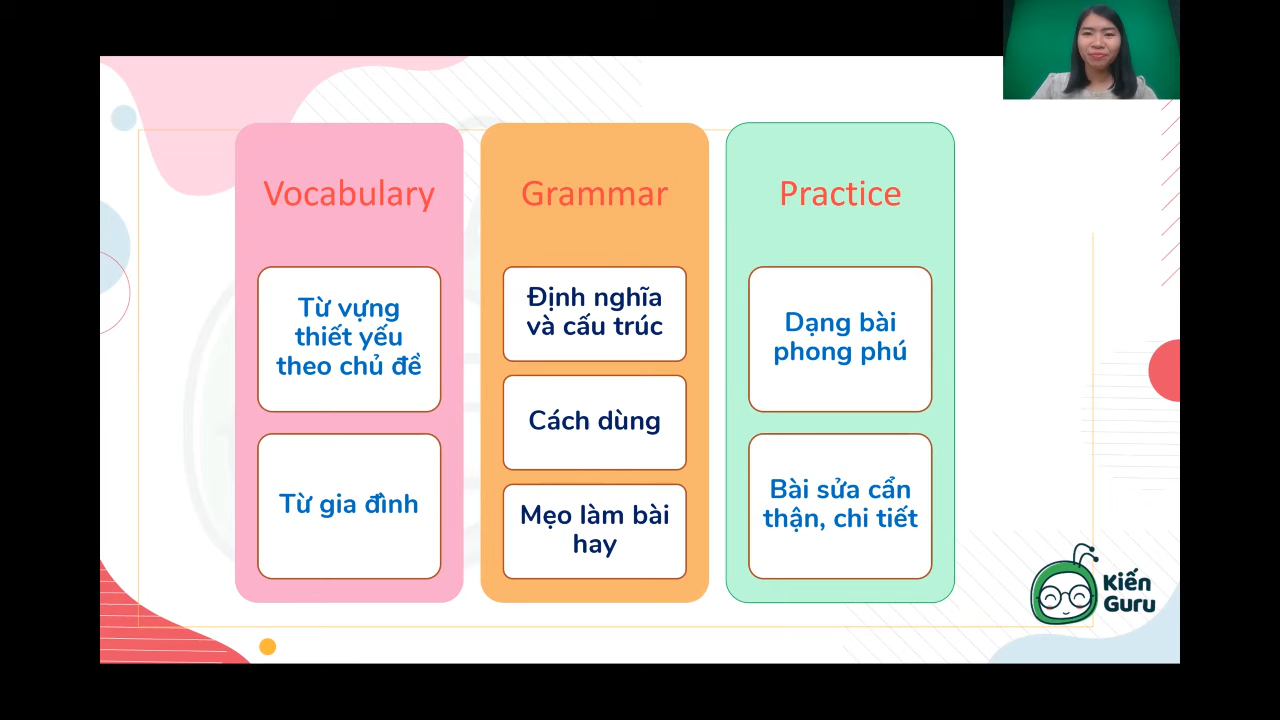 Vocabulary
Từ vựng
thiết yếu
theo chủ đề
Từ gia đình
Grammar
Định nghĩa
và cấu trúc
Cách dùng
Mẹo làm bài
hay
Practice
Dạng bài
phong phú
Bài sửa cẩn
thận, chi tiết
Kiến
Guru